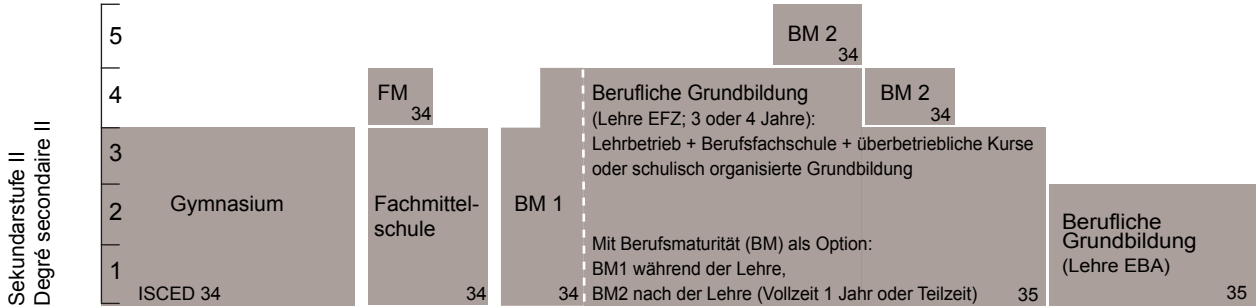 Sekundarstufe II
Degré secondaire II
5
4
3
2
1
Gymnasium
ISCED 34
FM
34
Fachmittel-
schule
34
BM 1
34
BM 2
34
Berufliche Grundbildung
(Lehre EFZ; 3 oder 4 Jahre):
Lehrbetrieb + Berufsfachschule + überbetriebliche Kurse
oder schulisch organisierte Grundbildung
Mit Berufsmaturität (BM) als Option:
BM1 während der Lehre,
BM2 nach der Lehre (Vollzeit 1 Jahr oder Teilzeit)
35
BM 2
34
Berufliche
Grundbildung
(Lehre EBA)
35